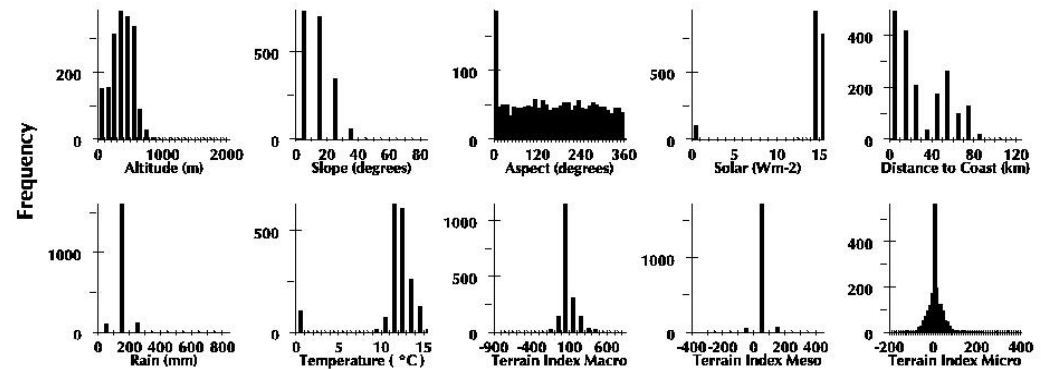 Frequency
200
0
0 1000 2000
Altitude (m)
500
0
0 20 40 60 80
Slope (degrees)
100
0
0 120 240 360
Aspect (degrees)
500
0
0 5 10 15
Solar (Wm-2)
400
200
0
0 40 80 120
Distance to Coast (km)
1000
0
0 200 400 800
Rain (mm)
500
0
0 5 10 15
Temperature ( °C)
1000
500
0
-900 -400 100 600
Terrain Index Macro
1000
0
-400 -200 0 200 400
Terrain Index Meso
400
200
0
-200 0 200 400
Terrain Index Micro